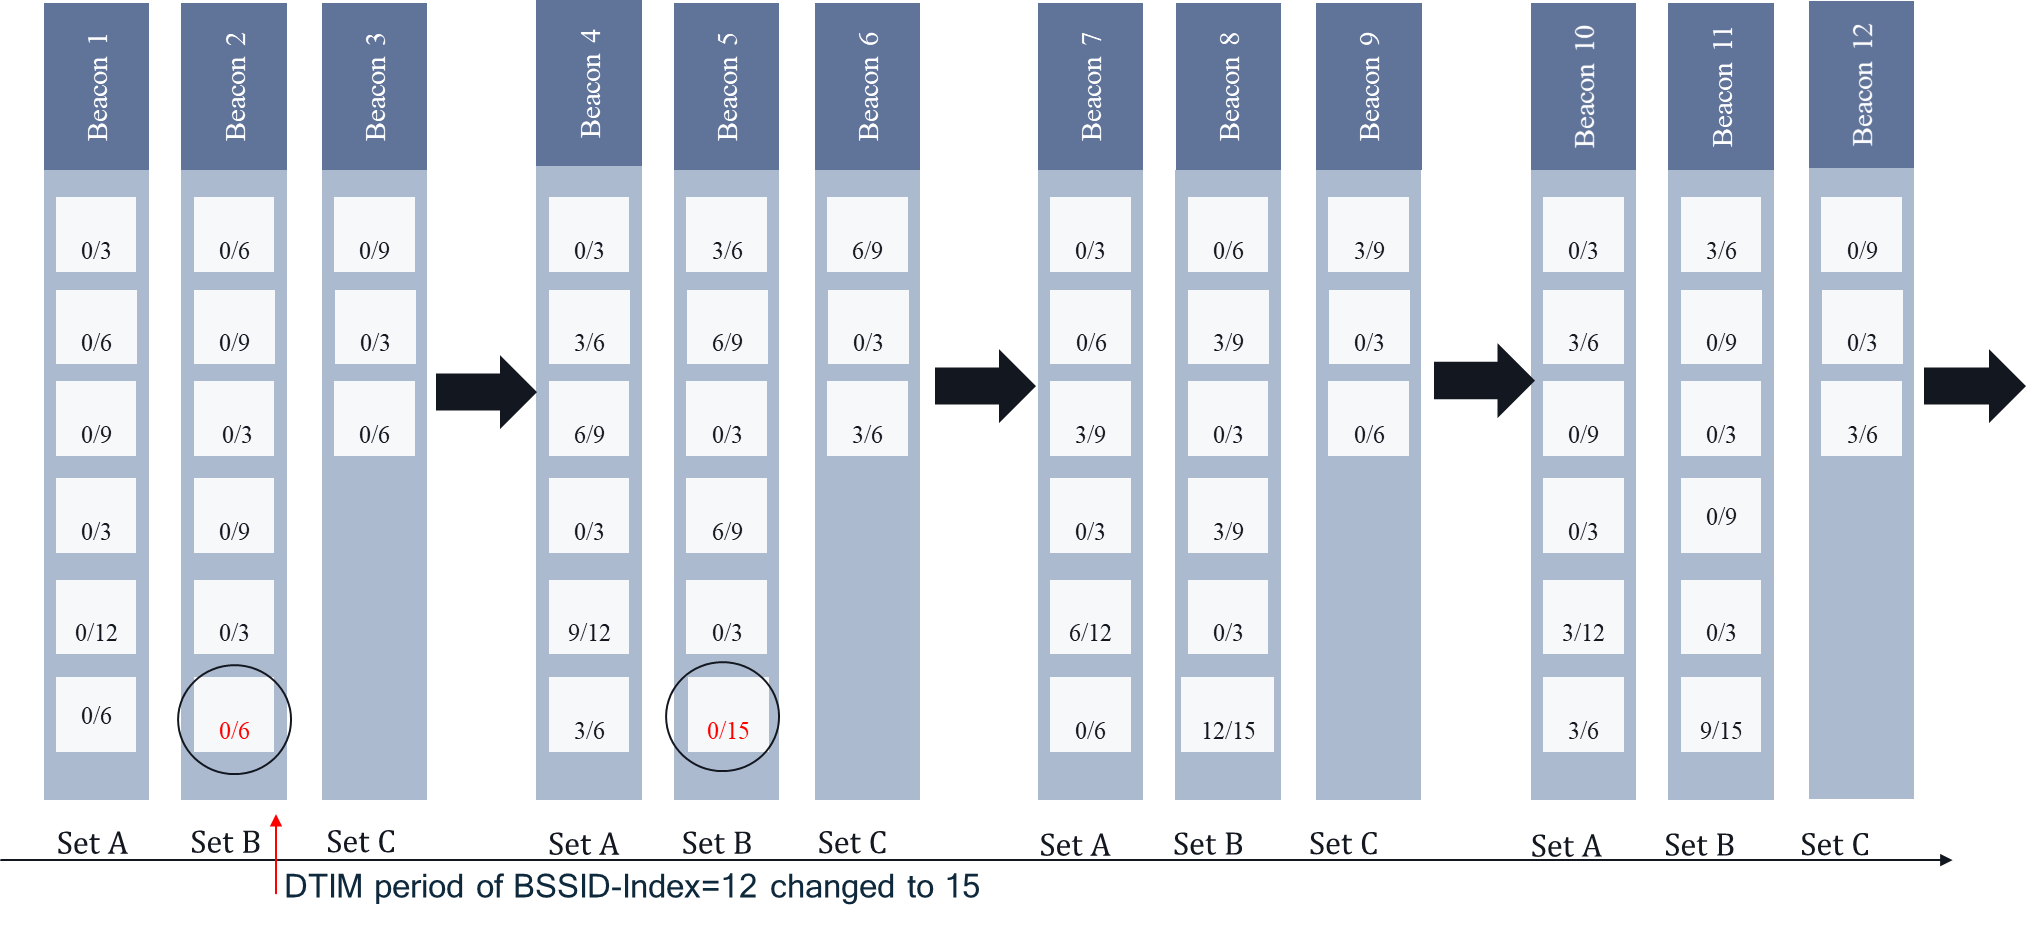 Beacon 1
0/3
0/6
0/9
0/3
0/12
0/6
Set A
Beacon 2
0/6
0/9
0/3
0/9
0/3
0/6
Set B
Beacon 3
0/9
0/3
0/6
Set C
Beacon 4
0/3
3/6
6/9
0/3
9/12
3/6
Set A
Beacon 5
3/6
6/9
0/3
6/9
0/3
0/15
Set B
Beacon 6
6/9
0/3
3/6
Set C
Beacon 7
0/3
0/6
3/9
0/3
6/12
0/6
Set A
Beacon 8
0/6
3/9
0/3
3/9
0/3
12/15
Set B
Beacon 9
3/9
0/3
0/6
Set C
Beacon 10
0/3
3/6
0/9
0/3
3/12
3/6
Set A
Beacon 11
3/6
0/9
0/3
0/9
0/3
9/15
Set B
Beacon 12
0/9
0/3
3/6
Set C
DTIM period of BSSID-Index=12 changed to 15